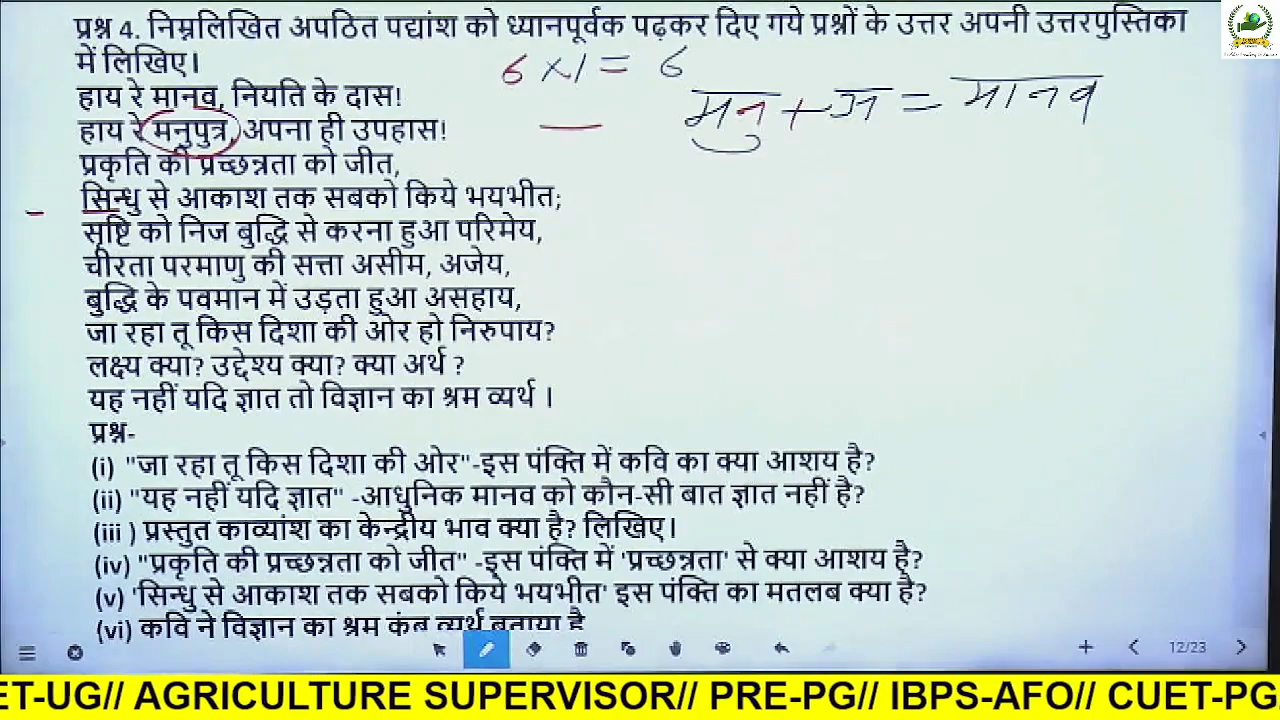 प्रश्न 4. निम्नलिखित अपठित पद्यांश को ध्यानपूर्वक पढ़कर दिए गये प्रश्नों के उत्तर अपनी उत्तरपुस्तिका
में लिखिए।
6 × 1 = 6
हाय रे मानव, नियति के दास!
मनु + अ = मानव
हाय रे मनुपुत्र, अपना ही उपहास!
प्रकृति की प्रच्छन्नता को जीत,
सिन्धु से आकाश तक सबको किये भयभीत;
सृष्टि को निज बुद्धि से करना हुआ परिमेय,
चीरता परमाणु की सत्ता असीम, अजेय,
बुद्धि के पवमान में उड़ता हुआ असहाय,
जा रहा तू किस दिशा की ओर हो निरुपाय?
लक्ष्य क्या? उद्देश्य क्या? क्या अर्थ ?
यह नहीं यदि ज्ञात तो विज्ञान का श्रम व्यर्थ ।
प्रश्न-
(i) "जा रहा तू किस दिशा की ओर"-इस पंक्ति में कवि का क्या आशय है?
(ii) "यह नहीं यदि ज्ञात" -आधुनिक मानव को कौन-सी बात ज्ञात नहीं है?
(iii ) प्रस्तुत काव्यांश का केन्द्रीय भाव क्या है? लिखिए।
(iv) "प्रकृति की प्रच्छन्नता को जीत" -इस पंक्ति में 'प्रच्छन्नता' से क्या आशय है?
(v) 'सिन्धु से आकाश तक सबको किये भयभीत' इस पंक्ति का मतलब क्या है?
(vi) कवि ने विज्ञान का श्रम कंब व्यर्थ बताया है
12/23
ET-UG// AGRICULTURE SUPERVISOR// PRE-PG// IBPS-AFO// CUET-PG